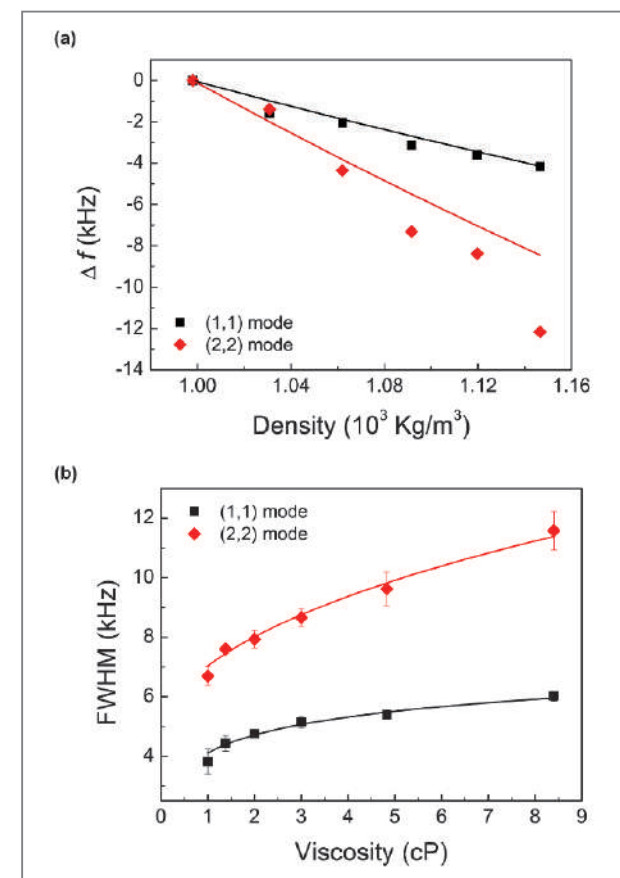 (a)
0
-2
-4
-6
-8
-10
-12
-14
Δ f (kHz)
(1,1) mode
(2,2) mode
1.00 1.04 1.08 1.12 1.16
Density (10³ Kg/m³)
(b)
12
10
8
6
4
FWHM (kHz)
(1,1) mode
(2,2) mode
0 1 2 3 4 5 6 7 8 9
Viscosity (cP)